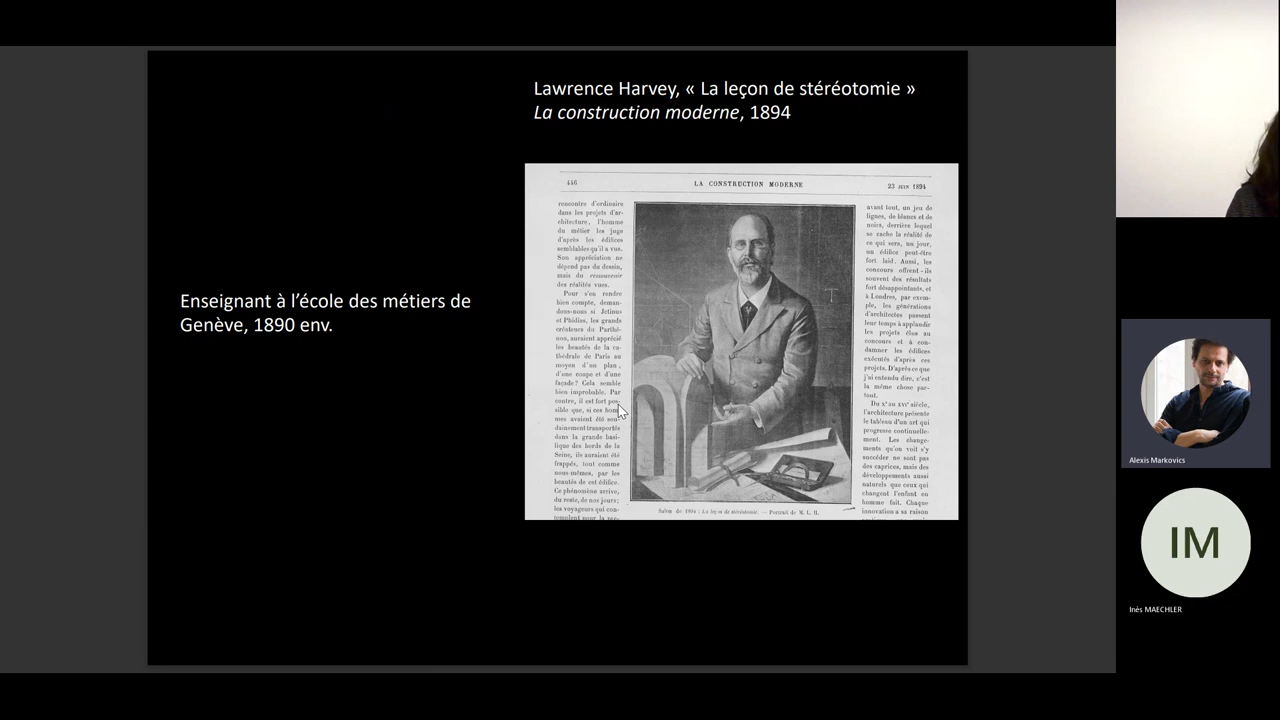 Lawrence Harvey, « La leçon de stéréotomie »
La construction moderne, 1894
Enseignant à l’école des métiers de
Genève, 1890 env.
446
LA CONSTRUCTION MODERNE
23 JUIN 1894
rencontre d'ordinaire
dans les projets d'ar-
chitecture, l'homme
du métier les juge
d'après les édifices
semblables qu'il a vus.
Son appréciation ne
dépend pas du dessin,
mais du ressouvenir
des réalités vues.
Pour s'en rendre
bien compte, deman-
dons-nous si Ictinus
et Phidias, les grands
créateurs du Parthé-
non, auraient apprécié
les beautés de la ca-
thédrale de Paris au
moyen d'un plan,
d'une coupe et d'une
façade? Cela semble
bien improbable. Par
contre, il est fort pos-
sible que, si ces hom-
mes avaient été sou-
dainement transportés
dans la grande basi-
lique des bords de la
Seine, ils auraient été
frappés, tout comme
nous-mêmes, par les
beautés de cet édifice.
Ce phénomène arrive,
du reste, de nos jours;
les voyageurs qui con-
templent pour la
avant tout, un jeu de
lignes, de blancs et de
noirs, derrière lequel
se cache la réalité de
ce qui sera, un jour,
un édifice peut-être
fort laid. Aussi, les
concours offrent-ils
souvent des résultats
fort désappointants, et
à Londres, par exem-
ple, les générations
d'architectes passent
leur temps à applaudir
les projets élus au
concours et à con-
damner les édifices
exécutés d'après ces
projets. D'après ce que
j'ai entendu dire, c'est
la même chose par-
tout.
Du Xe au XVIe siècle,
l'architecture présente
le tableau d'un art qui
progresse continuelle-
ment. Les change-
ments qu'on voit s'y
succéder ne sont pas
des caprices, mais des
développements aussi
naturels que ceux qui
changent l'enfant en
homme fait. Chaque
innovation a sa raison
Salon de 1894 : La leçon de stéréotomie. — Portrait de M. L. H.
Alexis Markovics
IM
Inès MAECHLER